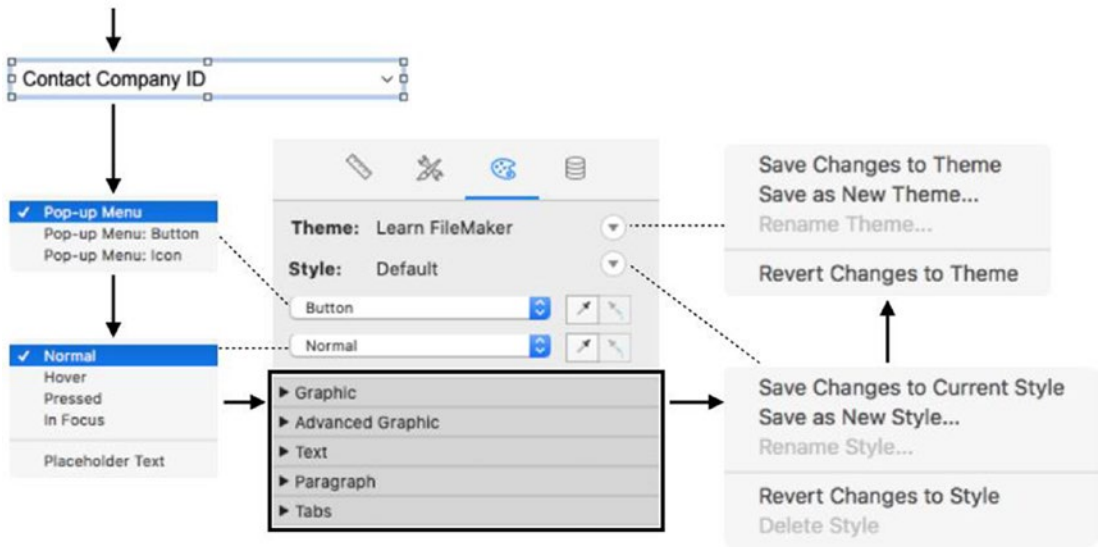 Contact Company ID
✓ Pop-up Menu
Pop-up Menu: Button
Pop-up Menu: Icon
✓ Normal
Hover
Pressed
In Focus
Placeholder Text
Theme: Learn FileMaker
Style: Default
Button
Normal
Graphic
Advanced Graphic
Text
Paragraph
Tabs
Save Changes to Current Style
Save as New Style...
Rename Style...
Revert Changes to Style
Delete Style
Save Changes to Theme
Save as New Theme...
Rename Theme...
Revert Changes to Theme